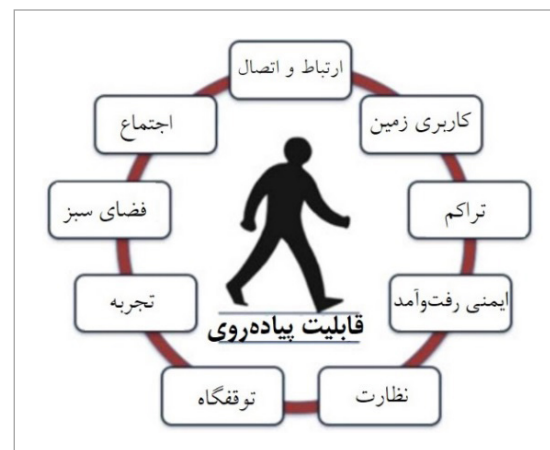 ارتباط و اتصال
کاربری زمین
تراکم
ایمنی رفت‌وآمد
نظارت
توقفگاه
تجربه
فضای سبز
اجتماع
قابلیت پیاده‌روی